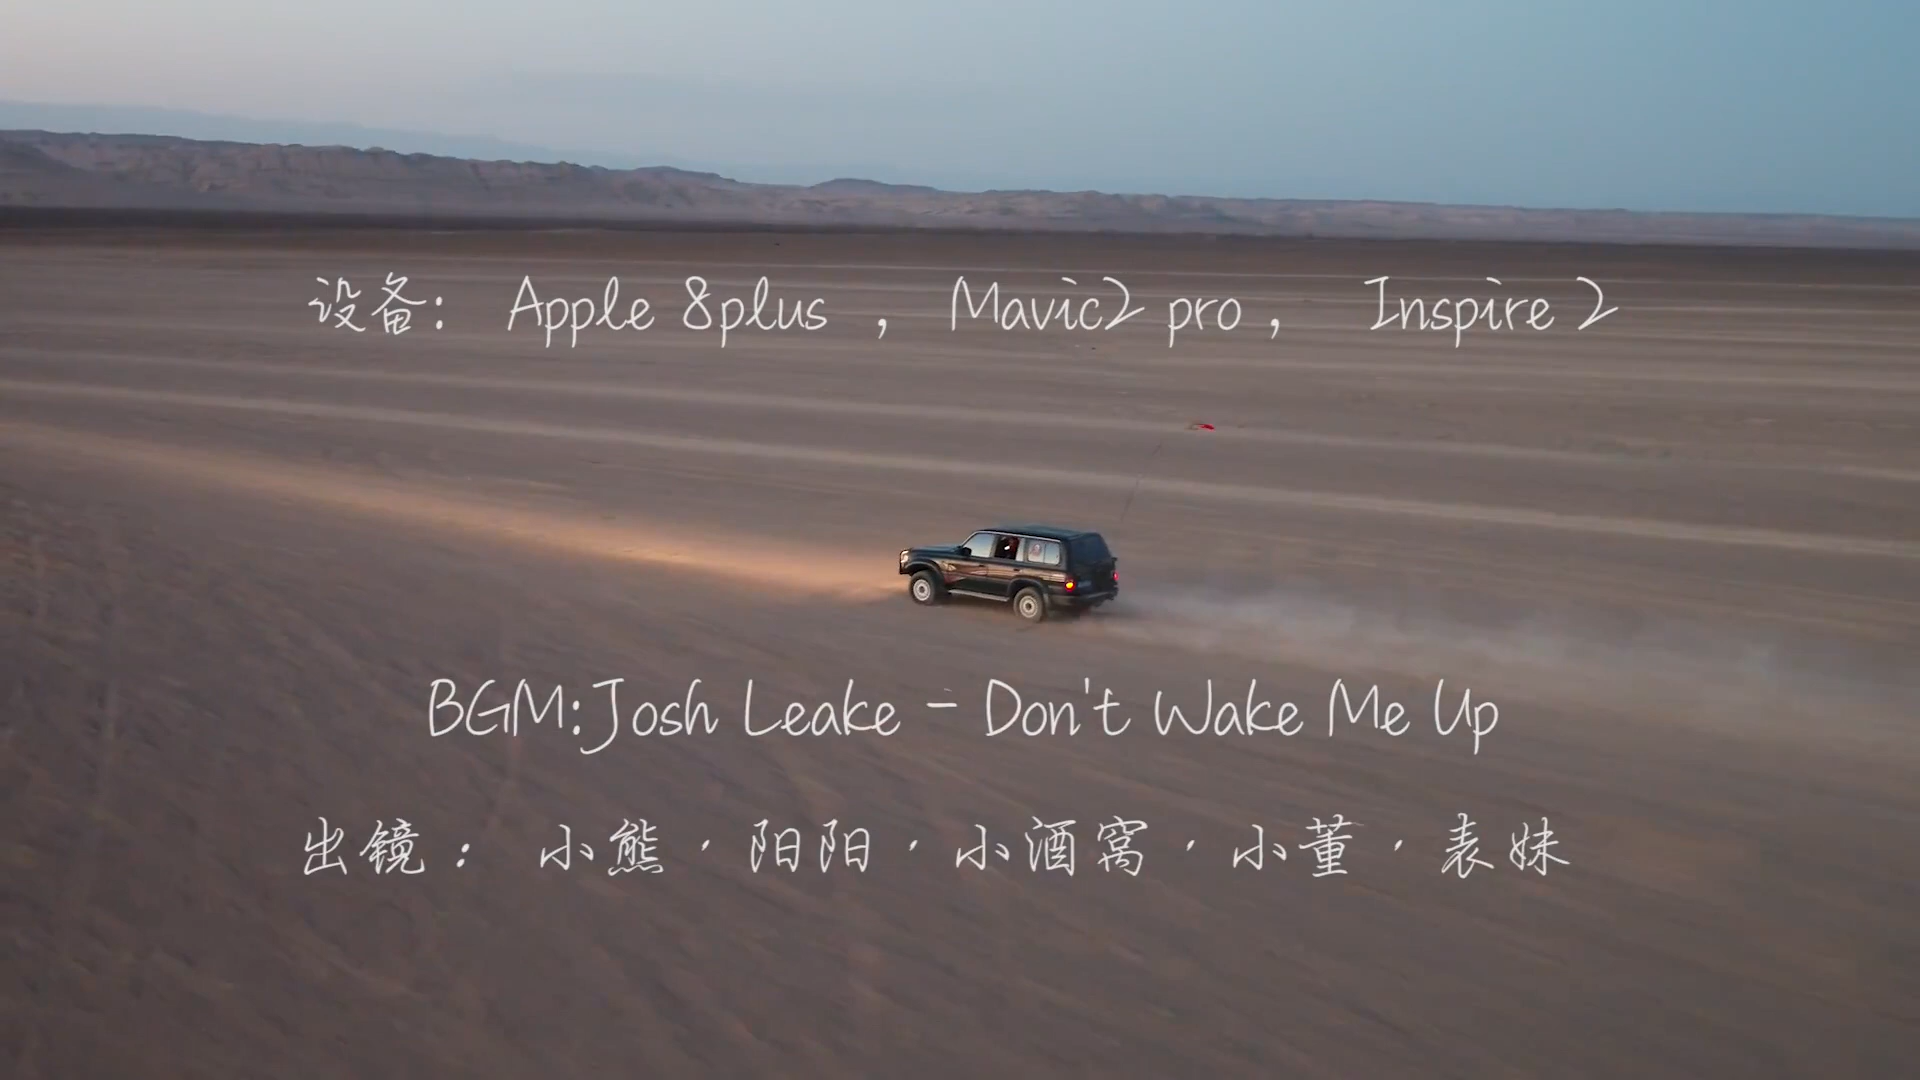 设备: Apple 8plus , Mavic2 pro , Inspire 2
BGM:Josh Leake - Don't Wake Me Up
出镜 : 小熊 · 阳阳 · 小酒窝 · 小董 · 表妹